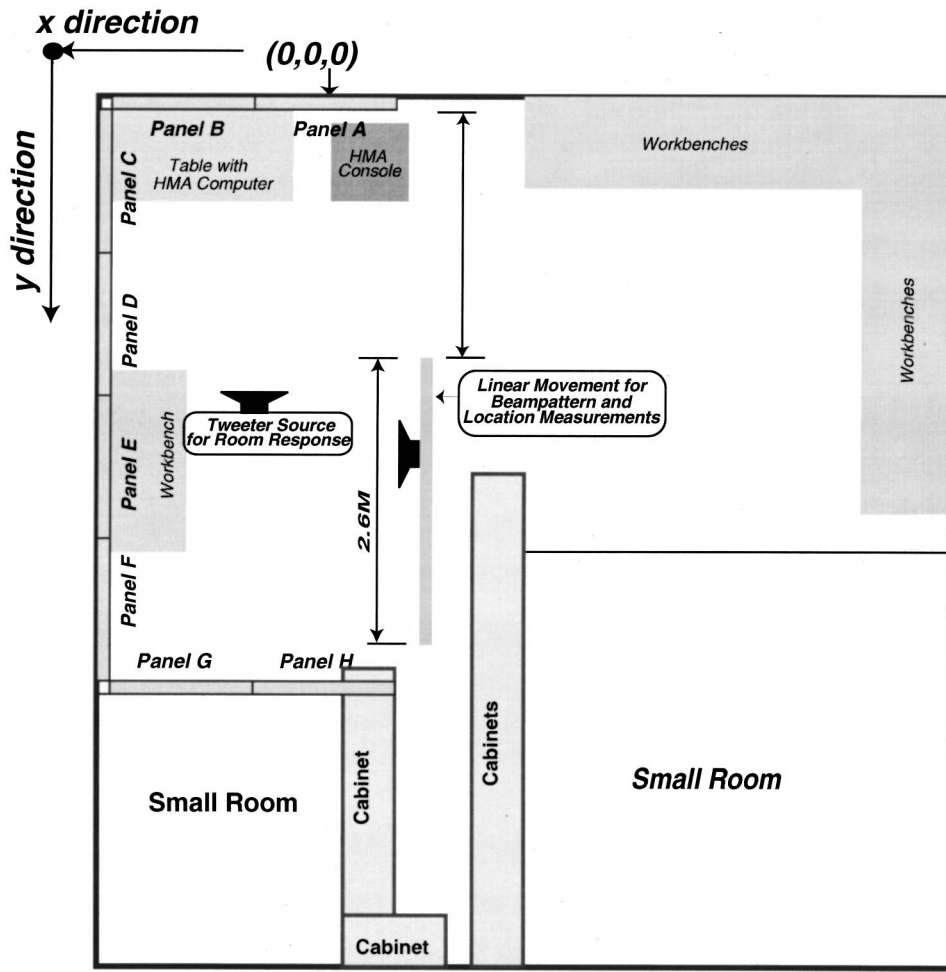 x direction
(0,0,0)
y direction
Panel B
Panel A
Panel C
Table with
HMA Computer
HMA
Console
Workbenches
Workbenches
Panel D
Linear Movement for
Beampattern and
Location Measurements
Tweeter Source
for Room Response
Panel E
Workbench
2.6M
Panel F
Panel G
Panel H
Small Room
Cabinet
Cabinets
Small Room
Cabinet